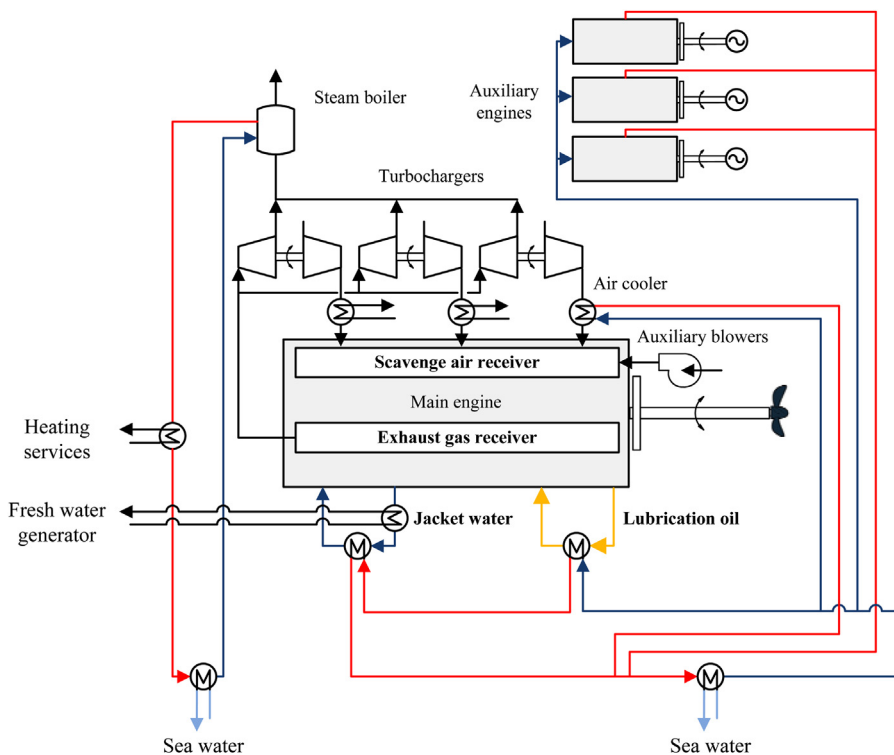 Steam boiler
Auxiliary
engines
Turbochargers
Air cooler
Auxiliary blowers
Scavenge air receiver
Main engine
Exhaust gas receiver
Heating
services
Fresh water
generator
Jacket water
Lubrication oil
Sea water
Sea water